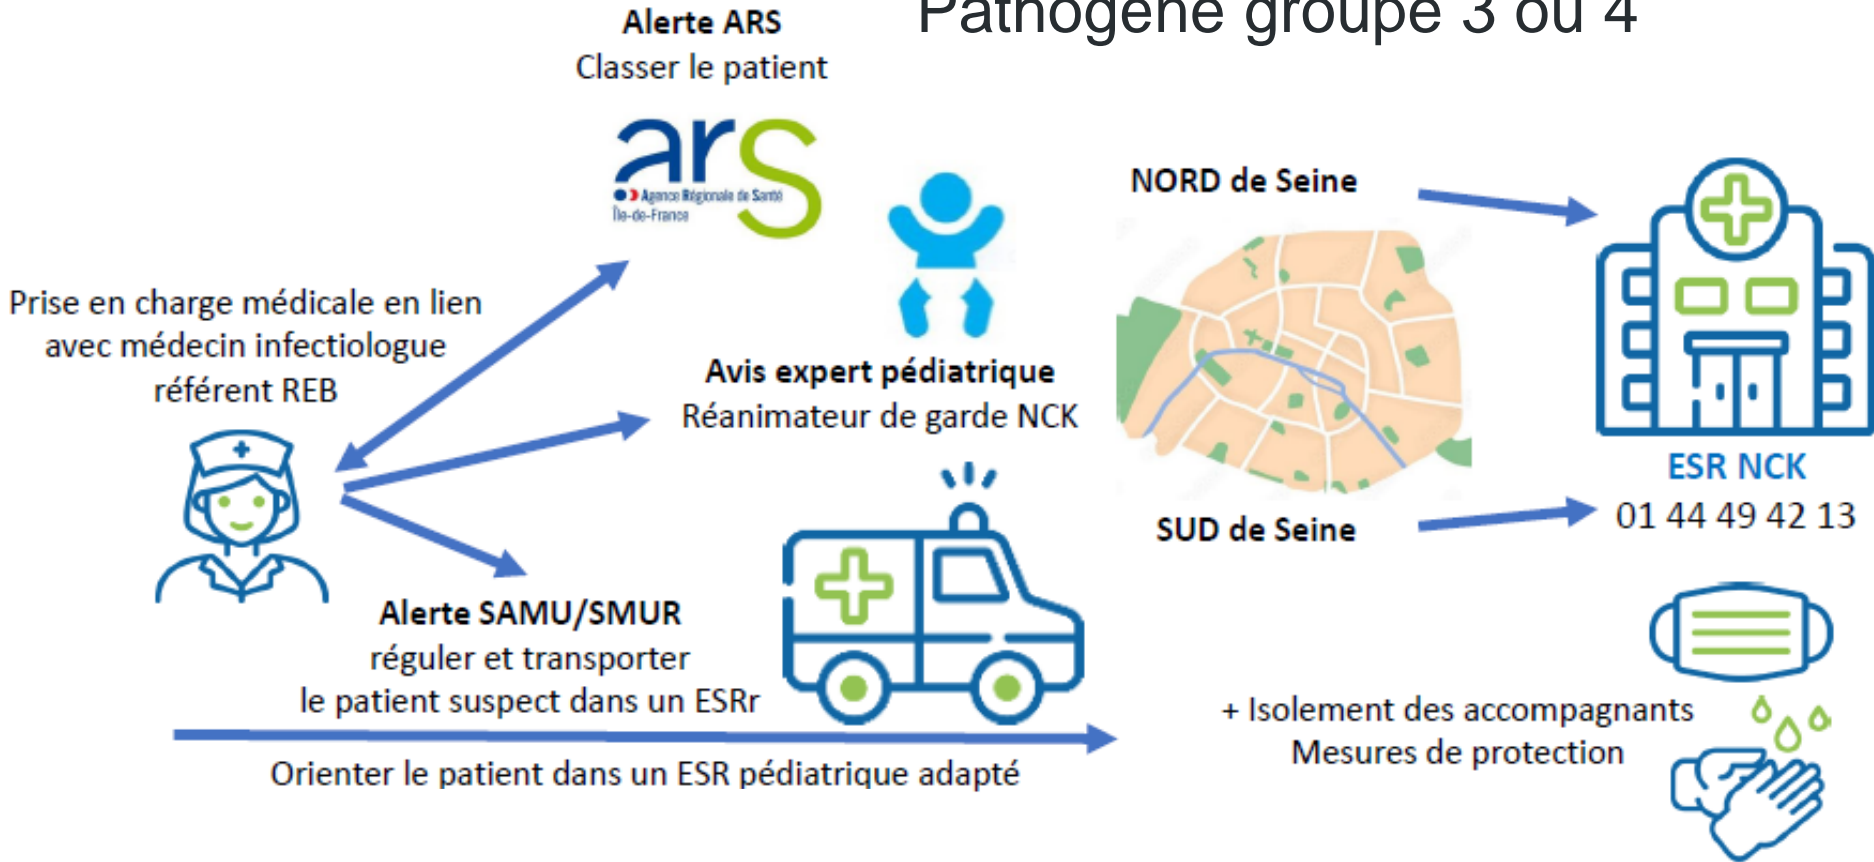 Pathogène groupe 3 ou 4
Alerte ARS
Classer le patient
ars
Agence Régionale de Santé
Île-de-France
Prise en charge médicale en lien
avec médecin infectiologue
référent REB
Avis expert pédiatrique
Réanimateur de garde NCK
Alerte SAMU/SMUR
réguler et transporter
le patient suspect dans un ESRr
Orienter le patient dans un ESR pédiatrique adapté
NORD de Seine
SUD de Seine
ESR NCK
01 44 49 42 13
+ Isolement des accompagnants
Mesures de protection